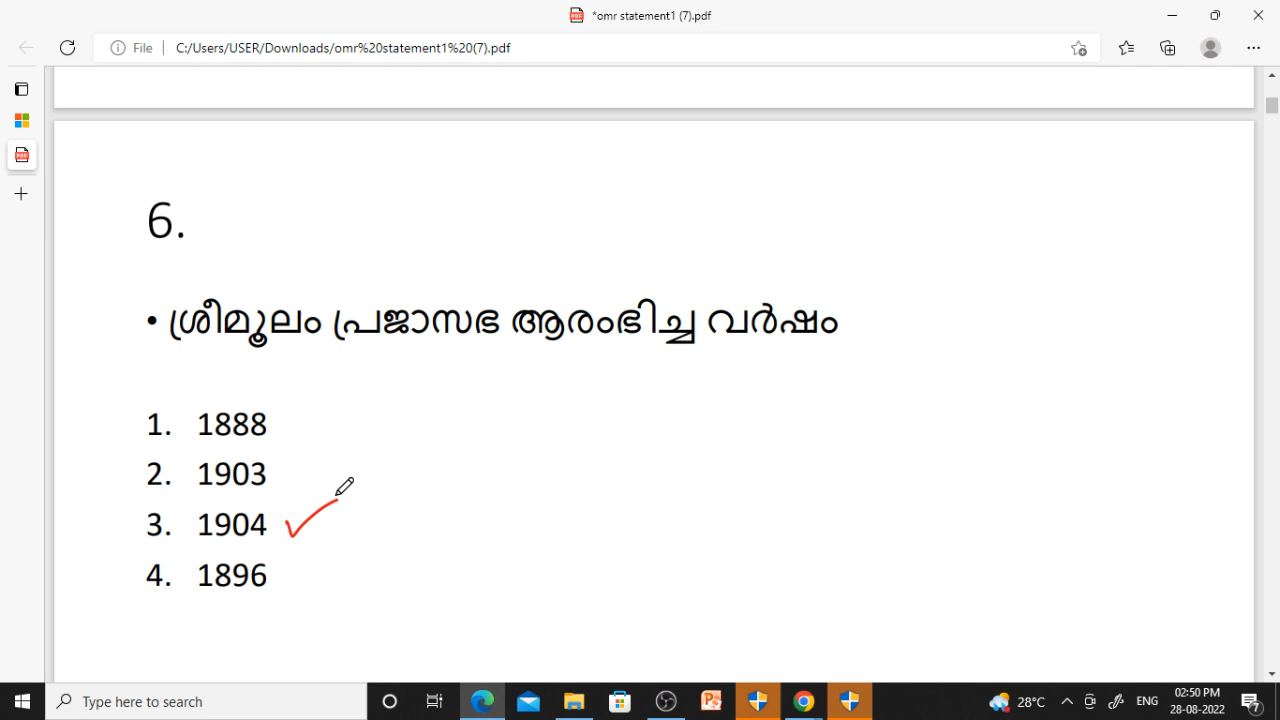 *omr statement1 (7).pdf
File C:/Users/USER/Downloads/omr%20statement1%20(7).pdf
6.
• ശ്രീമൂലം പ്രജാസഭ ആരംഭിച്ച വർഷം
1. 1888
2. 1903
3. 1904
4. 1896
Type here to search 28°C ENG 02:50 PM
28-08-2022 7